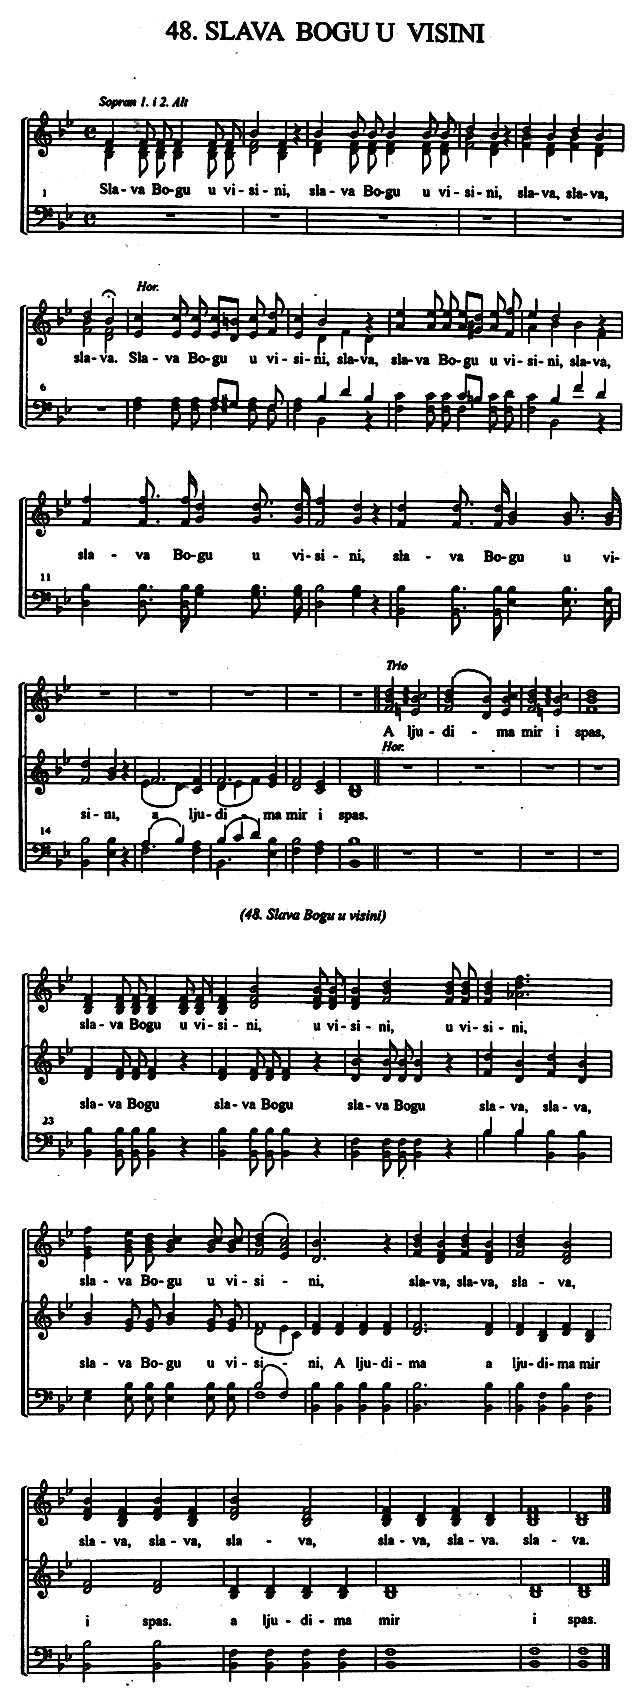 48. SLAVA BOGU U VISINI
Sopran 1. i 2. Alt
Sla - va Bo - gu u vi - si - ni, sla - va Bo - gu u vi - si - ni, sla - va, sla - va,
1
Hor.
sla - va. Sla - va Bo - gu u vi - si - ni, sla - va, sla - va Bo - gu u vi - si - ni, sla - va,
6
sla - va Bo - gu u vi - si - ni, sla - va Bo - gu u vi-
11
Trio
A lju - di - ma mir i spas,
Hor.
si - ni, a lju - di - ma mir i spas.
14
(48. Slava Bogu u visini)
sla - va Bogu u vi - si - ni, u vi - si - ni, u vi - si - ni,
sla - va Bogu sla - va Bogu sla - va Bogu sla - va, sla - va,
23
sla - va Bo - gu u vi - si - ni, sla - va, sla - va, sla - va,
sla - va Bo - gu u vi - si - ni, A lju - di - ma a lju - di - ma mir
sla - va, sla - va, sla - va, sla - va, sla - va. sla - va.
i spas. a lju - di - ma mir i spas.